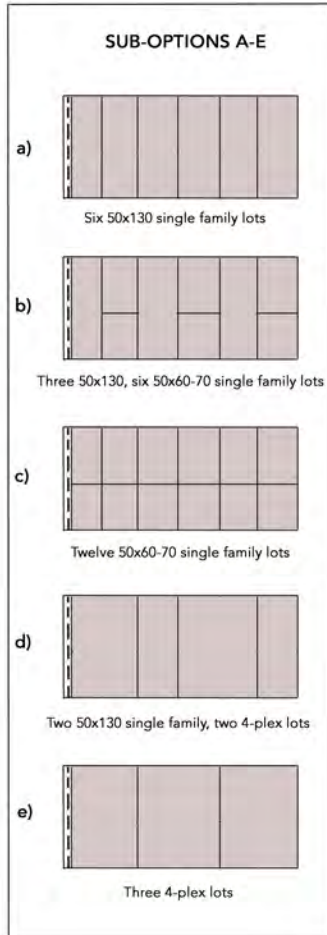 SUB-OPTIONS A-E
a)
Six 50x130 single family lots
b)
Three 50x130, six 50x60-70 single family lots
c)
Twelve 50x60-70 single family lots
d)
Two 50x130 single family, two 4-plex lots
e)
Three 4-plex lots